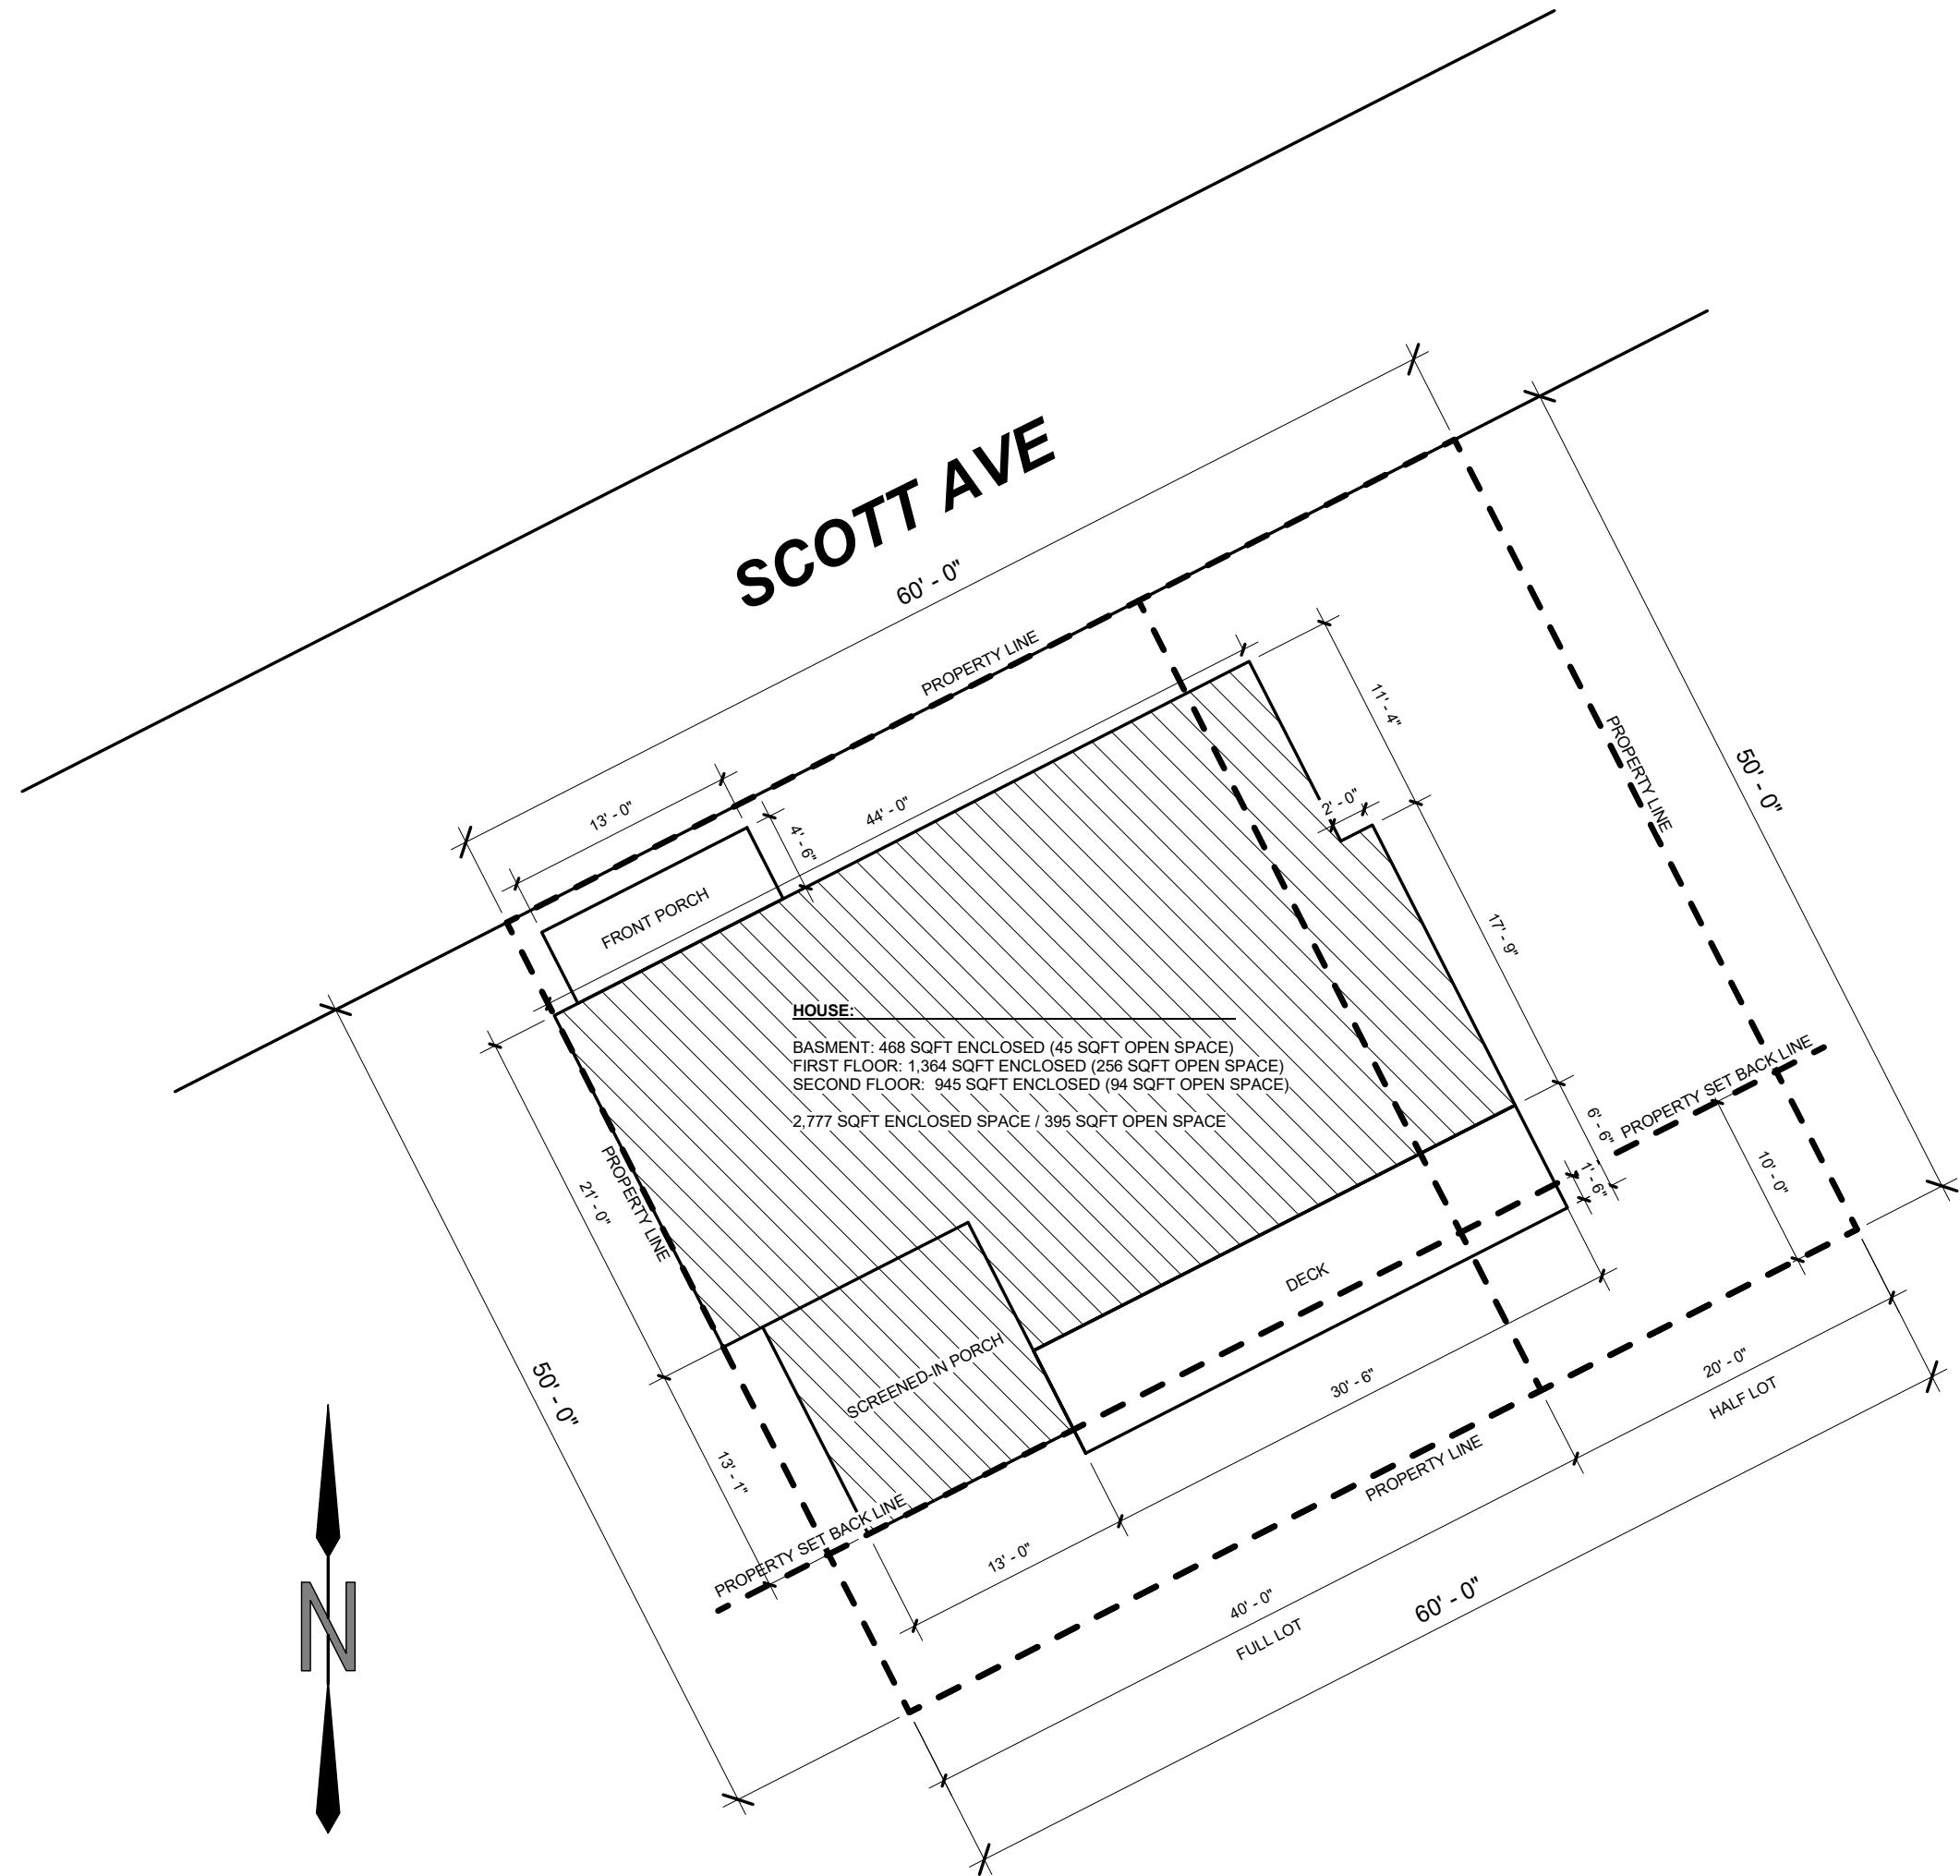 SCOTT AVE
60' - 0"
PROPERTY LINE
13' - 0"
4' - 6"
44' - 0"
11' - 4"
2' - 0"
PROPERTY LINE
50' - 0"
FRONT PORCH
17' - 9"
HOUSE:
BASMENT: 468 SQFT ENCLOSED (45 SQFT OPEN SPACE)
FIRST FLOOR: 1,364 SQFT ENCLOSED (256 SQFT OPEN SPACE)
SECOND FLOOR: 945 SQFT ENCLOSED (94 SQFT OPEN SPACE)
2,777 SQFT ENCLOSED SPACE / 395 SQFT OPEN SPACE
PROPERTY SET BACK LINE
6' - 6"
1' - 6"
10' - 0"
21' - 0"
PROPERTY LINE
DECK
SCREENED-IN PORCH
30' - 6"
20' - 0"
HALF LOT
50' - 0"
13' - 1"
PROPERTY LINE
PROPERTY SET BACK LINE
13' - 0"
40' - 0"
FULL LOT
60' - 0"
N